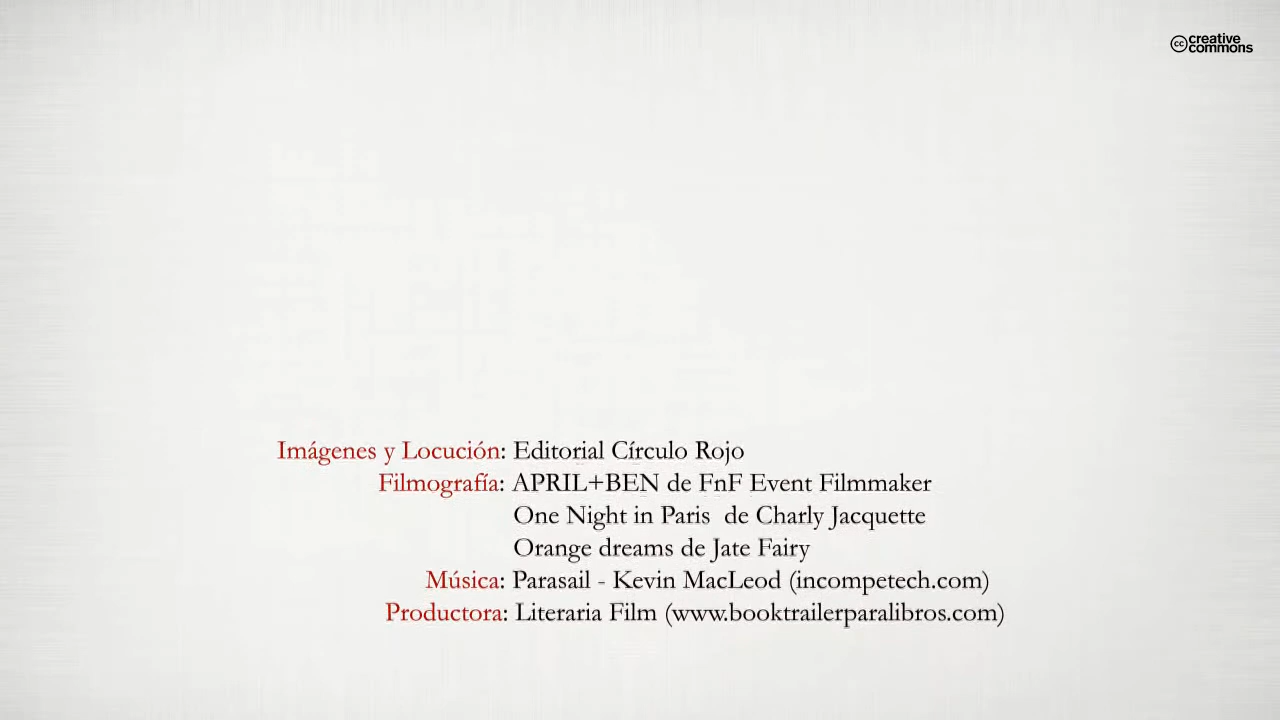 cc creative
commons
Imágenes y Locución: Editorial Círculo Rojo
Filmografía: APRIL+BEN de FnF Event Filmmaker
One Night in Paris de Charly Jacquette
Orange dreams de Jate Fairy
Música: Parasail - Kevin MacLeod (incompetech.com)
Productora: Literaria Film (www.booktrailerparalibros.com)